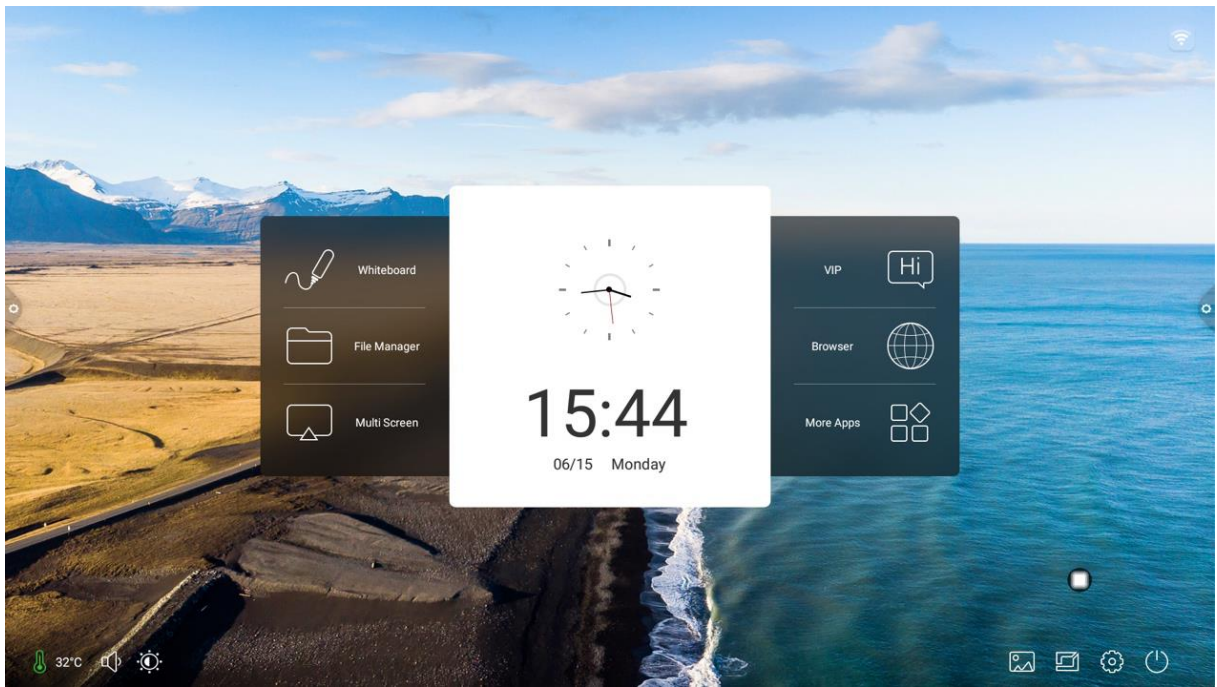 Whiteboard
File Manager
Multi Screen
15:44
06/15 Monday
VIP
Hi
Browser
More Apps
32°C